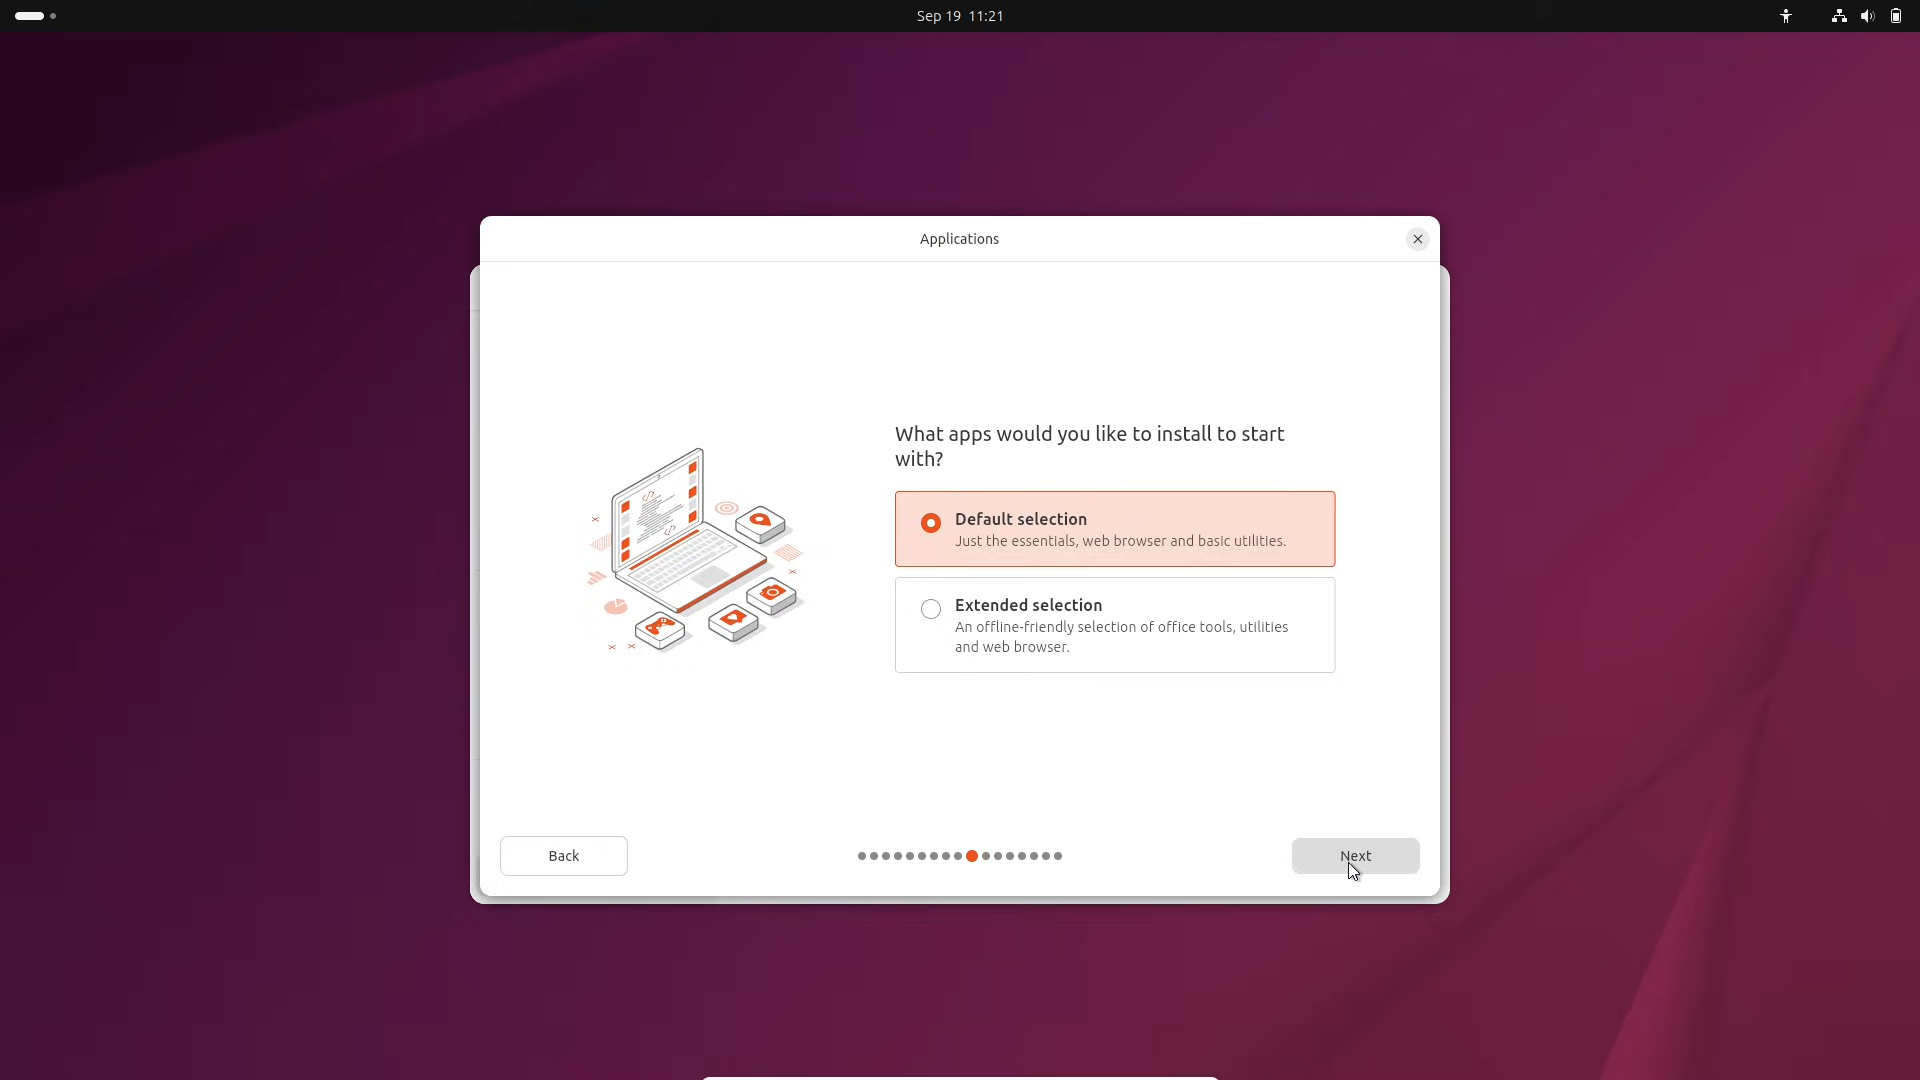 Sep 19 11:21
Applications
What apps would you like to install to start
with?
Default selection
Just the essentials, web browser and basic utilities.
Extended selection
An offline-friendly selection of office tools, utilities
and web browser.
Back
Next